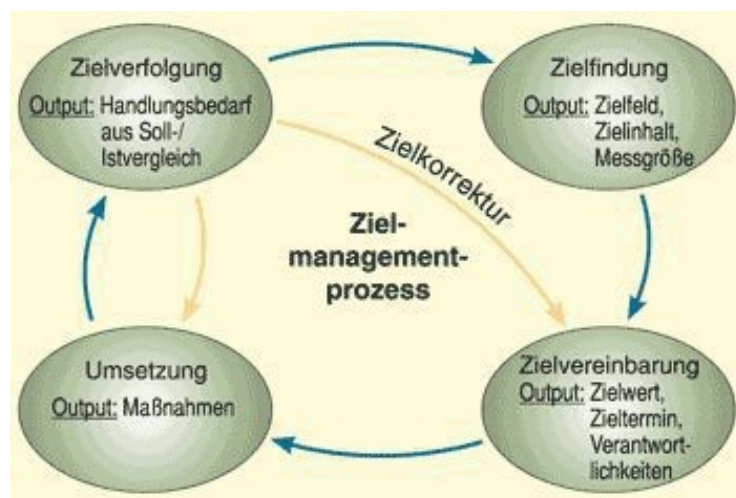 Zielverfolgung
Output: Handlungsbedarf
aus Soll-/
Istvergleich
Zielfindung
Output: Zielfeld,
Zielinhalt,
Messgröße
Zielkorrektur
Ziel-
management-
prozess
Umsetzung
Output: Maßnahmen
Zielvereinbarung
Output: Zielwert,
Zieltermin,
Verantwort-
lichkeiten